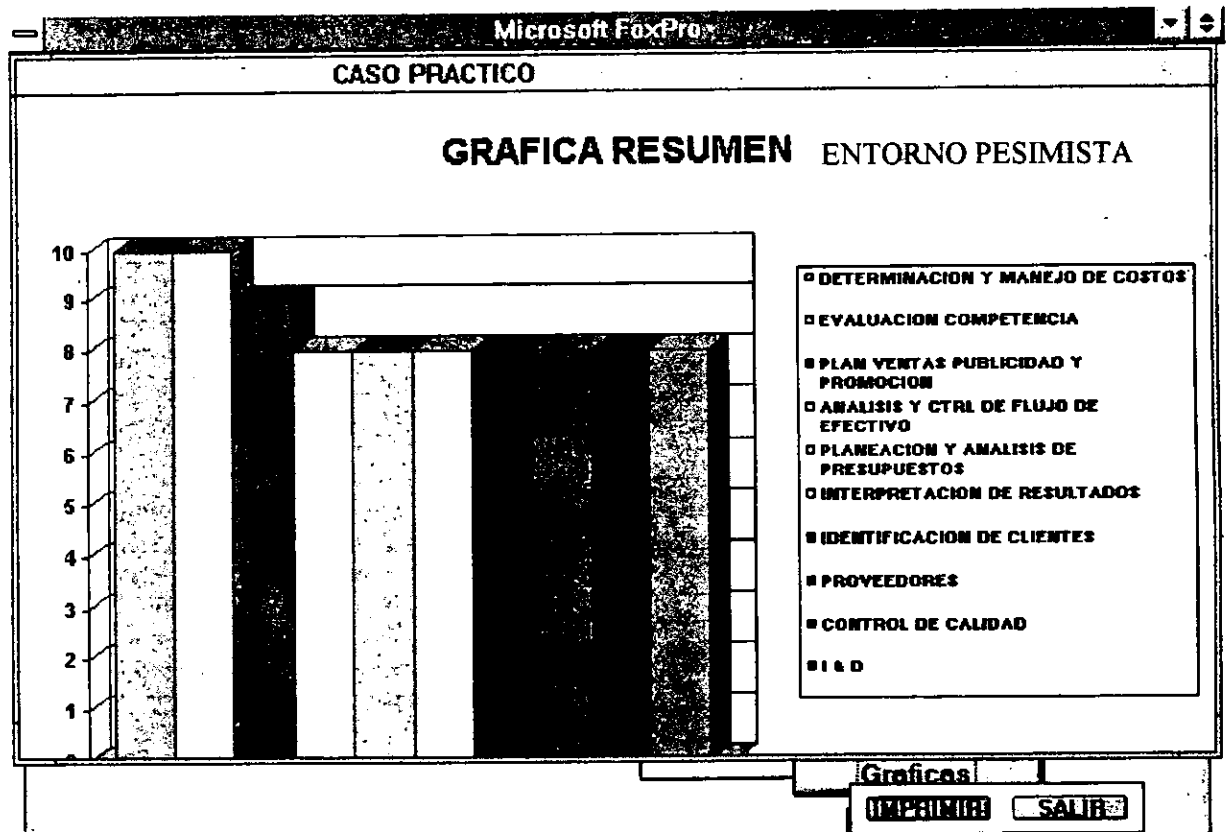 Microsoft FoxPro
CASO PRACTICO
GRAFICA RESUMEN ENTORNO PESIMISTA
10
9
8
7
6
5
4
3
2
1
DETERMINACION Y MANEJO DE COSTOS
EVALUACION COMPETENCIA
PLAN VENTAS PUBLICIDAD Y
PROMOCION
ANALISIS Y CTRL DE FLUJO DE
EFECTIVO
PLANEACION Y ANALISIS DE
PRESUPUESTOS
INTERPRETACION DE RESULTADOS
IDENTIFICACION DE CLIENTES
PROVEEDORES
CONTROL DE CALIDAD
I & D
Graficas
IMPRIMIR SALIR